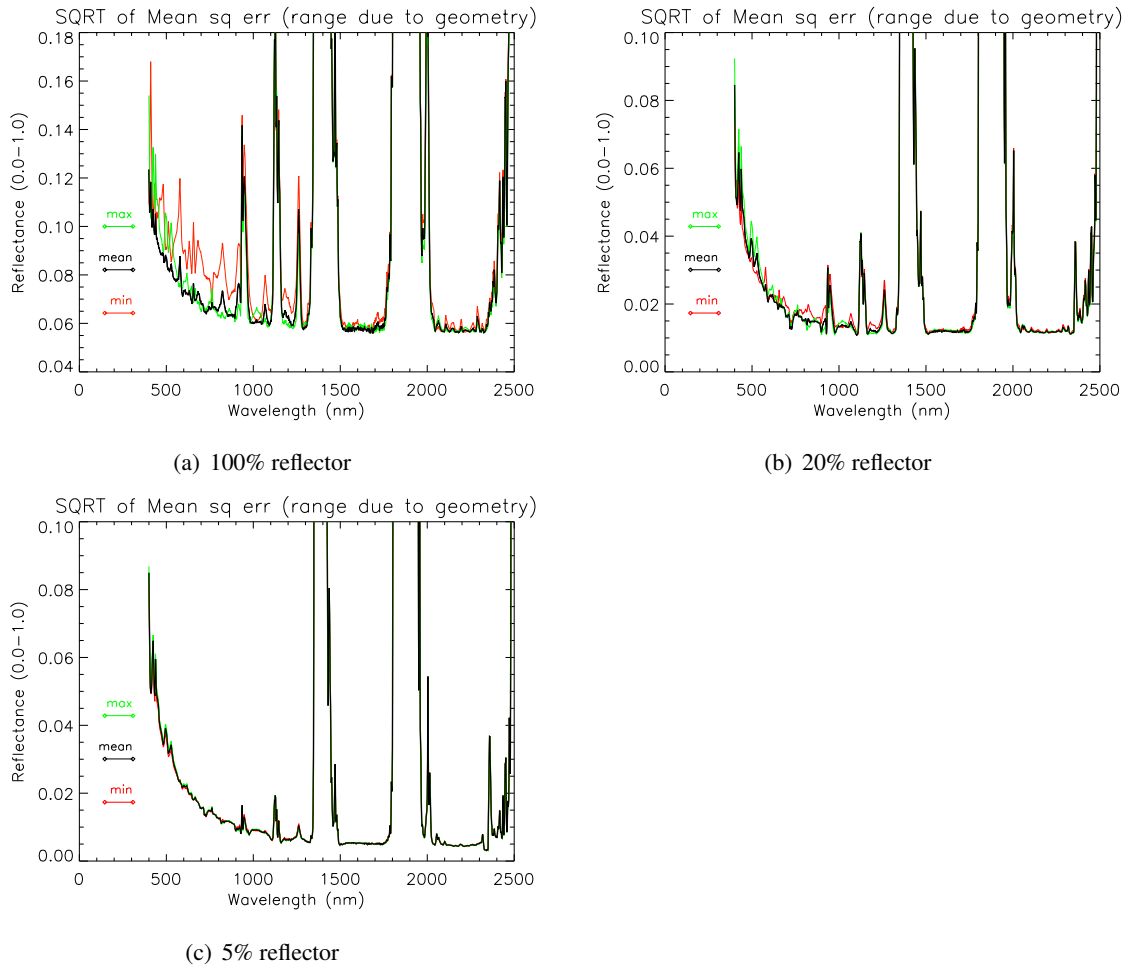 SQRT of Mean sq err (range due to geometry)
0.18
0.16
0.14
0.12
0.10
0.08
0.06
0.04
Reflectance (0.0−1.0)
max
mean
min
0 500 1000 1500 2000 2500
Wavelength (nm)
(a) 100% reflector
SQRT of Mean sq err (range due to geometry)
0.10
0.08
0.06
0.04
0.02
0.00
Reflectance (0.0−1.0)
max
mean
min
0 500 1000 1500 2000 2500
Wavelength (nm)
(b) 20% reflector
SQRT of Mean sq err (range due to geometry)
0.10
0.08
0.06
0.04
0.02
0.00
Reflectance (0.0−1.0)
max
mean
min
0 500 1000 1500 2000 2500
Wavelength (nm)
(c) 5% reflector